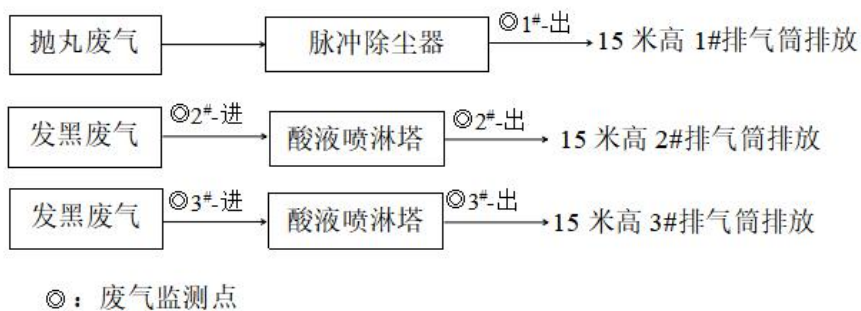 抛丸废气 脉冲除尘器 ◎1#-出 15 米高 1#排气筒排放
发黑废气 ◎2#-进 酸液喷淋塔 ◎2#-出 15 米高 2#排气筒排放
发黑废气 ◎3#-进 酸液喷淋塔 ◎3#-出 15 米高 3#排气筒排放
◎：废气监测点